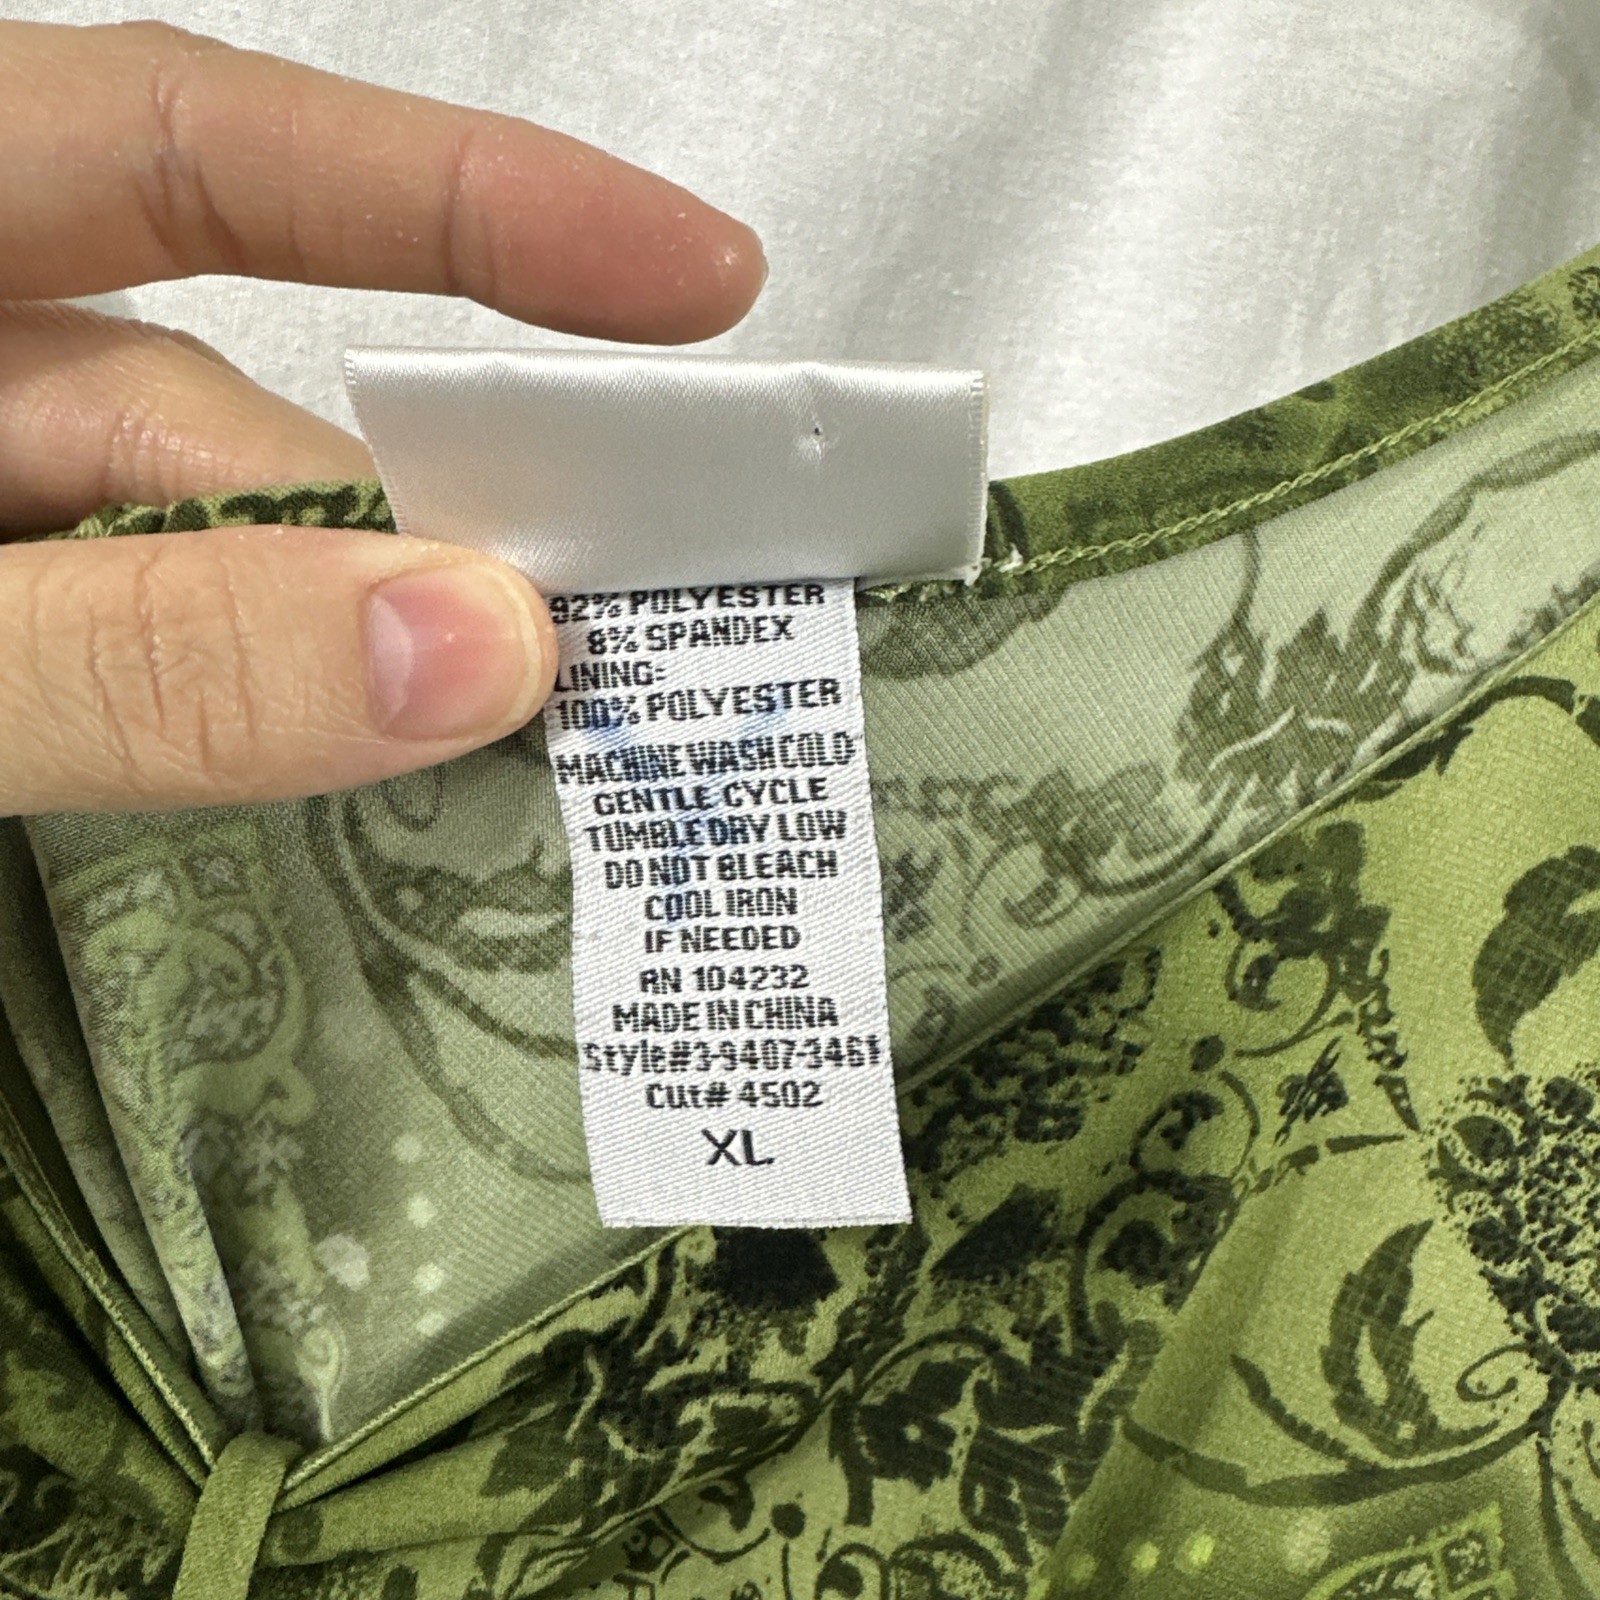 92% POLYESTER
8% SPANDEX
LINING:
100% POLYESTER
MACHINE WASH COLD
GENTLE CYCLE
TUMBLE DRY LOW
DO NOT BLEACH
COOL IRON
IF NEEDED
RN 104232
MADE IN CHINA
Style#3-9407-3461
Cut# 4502
XL